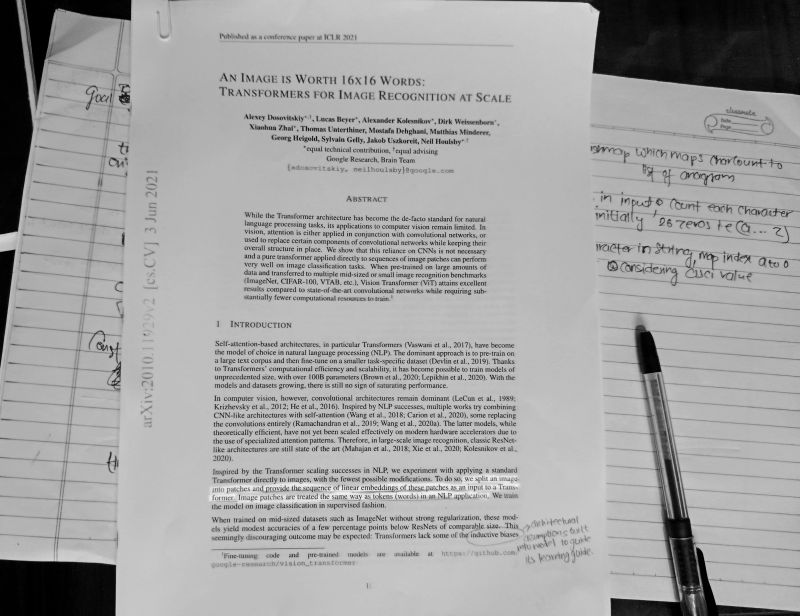 Published as a conference paper at ICLR 2021
AN IMAGE IS WORTH 16X16 WORDS:
TRANSFORMERS FOR IMAGE RECOGNITION AT SCALE
Alexey Dosovitskiy*,†, Lucas Beyer*, Alexander Kolesnikov*, Dirk Weissenborn*,
Xiaohua Zhai*, Thomas Unterthiner, Mostafa Dehghani, Matthias Minderer,
Georg Heigold, Sylvain Gelly, Jakob Uszkoreit, Neil Houlsby*,†
*equal technical contribution, †equal advising
Google Research, Brain Team
{adosovitskiy, neilhoulsby}@google.com
ABSTRACT
While the Transformer architecture has become the de-facto standard for natural
language processing tasks, its applications to computer vision remain limited. In
vision, attention is either applied in conjunction with convolutional networks, or
used to replace certain components of convolutional networks while keeping their
overall structure in place. We show that this reliance on CNNs is not necessary
and a pure transformer applied directly to sequences of image patches can perform
very well on image classification tasks. When pre-trained on large amounts of
data and transferred to multiple mid-sized or small image recognition benchmarks
(ImageNet, CIFAR-100, VTAB, etc.), Vision Transformer (ViT) attains excellent
results compared to state-of-the-art convolutional networks while requiring sub-
stantially fewer computational resources to train.1
1 INTRODUCTION
Self-attention-based architectures, in particular Transformers (Vaswani et al., 2017), have become
the model of choice in natural language processing (NLP). The dominant approach is to pre-train on
a large text corpus and then fine-tune on a smaller task-specific dataset (Devlin et al., 2019). Thanks
to Transformers' computational efficiency and scalability, it has become possible to train models of
unprecedented size, with over 100B parameters (Brown et al., 2020; Lepikhin et al., 2020). With the
models and datasets growing, there is still no sign of saturating performance.
In computer vision, however, convolutional architectures remain dominant (LeCun et al., 1989;
Krizhevsky et al., 2012; He et al., 2016). Inspired by NLP successes, multiple works try combining
CNN-like architectures with self-attention (Wang et al., 2018; Carion et al., 2020), some replacing
the convolutions entirely (Ramachandran et al., 2019; Wang et al., 2020a). The latter models, while
theoretically efficient, have not yet been scaled effectively on modern hardware accelerators due to
the use of specialized attention patterns. Therefore, in large-scale image recognition, classic ResNet-
like architectures are still state of the art (Mahajan et al., 2018; Xie et al., 2020; Kolesnikov et al.,
2020).
Inspired by the Transformer scaling successes in NLP, we experiment with applying a standard
Transformer directly to images, with the fewest possible modifications. To do so, we split an image
into patches and provide the sequence of linear embeddings of these patches as an input to a Trans-
former. Image patches are treated the same way as tokens (words) in an NLP application. We train
the model on image classification in supervised fashion.
When trained on mid-sized datasets such as ImageNet without strong regularization, these mod-
els yield modest accuracies of a few percentage points below ResNets of comparable size. This
seemingly discouraging outcome may be expected: Transformers lack some of the inductive biases
architectural
assumptions built
into model to guide
its learning guide.
1Fine-tuning code and pre-trained models are available at https://github.com/
google-research/vision_transformer
1
arXiv:2010.11929v2 [cs.CV] 3 Jun 2021
Goal
classmate
Date
Page
which maps charcount to
list of anagram
in input count each character
initially 26 zeros i.e (a... z)
in string, map index a to 0
considering ascii value